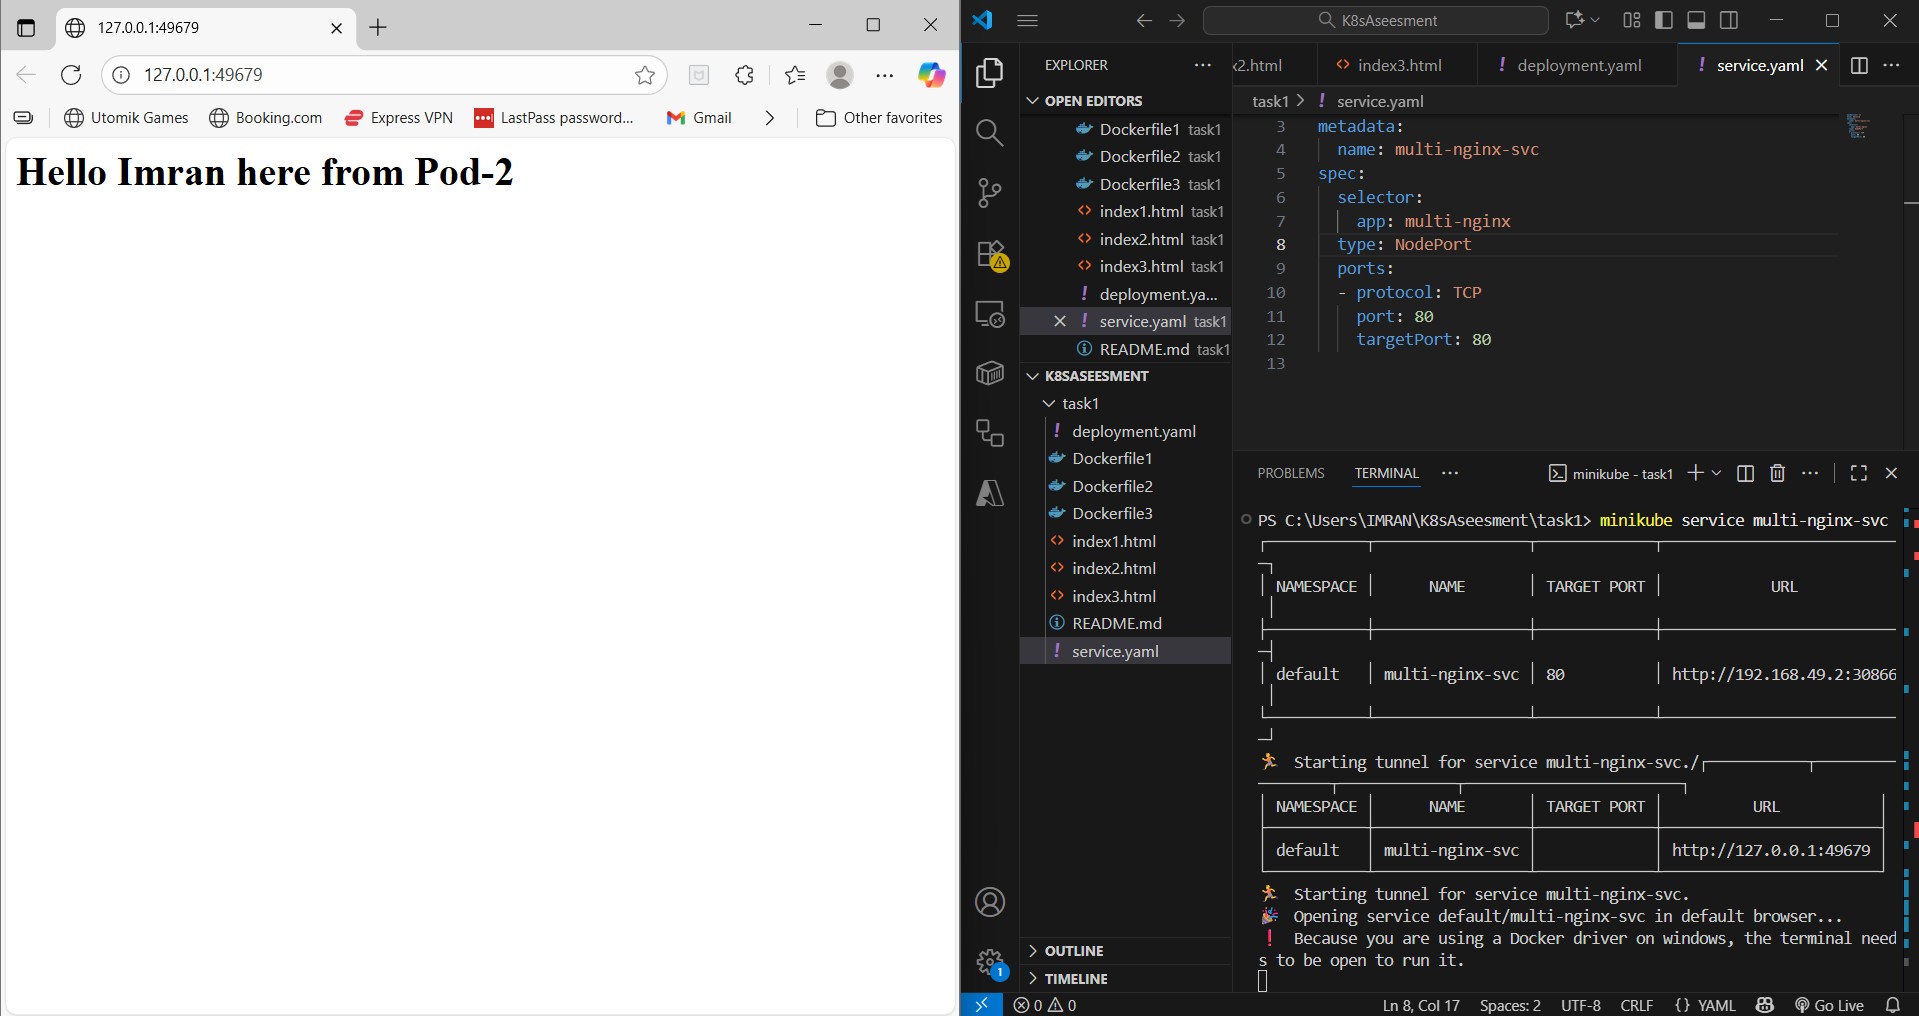 127.0.0.1:49679
127.0.0.1:49679
Utomik Games
Booking.com
Express VPN
LastPass password...
Gmail
Other favorites
Hello Imran here from Pod-2
K8sAseesment
EXPLORER
x2.html
index3.html
! deployment.yaml
! service.yaml
OPEN EDITORS
Dockerfile1 task1
Dockerfile2 task1
Dockerfile3 task1
index1.html task1
index2.html task1
index3.html task1
! deployment.ya...
! service.yaml task1
README.md task1
K8SASEESMENT
task1
! deployment.yaml
Dockerfile1
Dockerfile2
Dockerfile3
index1.html
index2.html
index3.html
README.md
! service.yaml
OUTLINE
TIMELINE
task1 > ! service.yaml
3 metadata:
4 name: multi-nginx-svc
5 spec:
6 selector:
7 app: multi-nginx
8 type: NodePort
9 ports:
10 - protocol: TCP
11 port: 80
12 targetPort: 80
13
PROBLEMS TERMINAL
minikube - task1
PS C:\Users\IMRAN\K8sAseesment\task1> minikube service multi-nginx-svc
NAMESPACE | NAME | TARGET PORT | URL
default | multi-nginx-svc | 80 | http://192.168.49.2:30866
Starting tunnel for service multi-nginx-svc./
NAMESPACE | NAME | TARGET PORT | URL
default | multi-nginx-svc | | http://127.0.0.1:49679
Starting tunnel for service multi-nginx-svc.
Opening service default/multi-nginx-svc in default browser...
! Because you are using a Docker driver on windows, the terminal need
s to be open to run it.
1
0 0
Ln 8, Col 17
Spaces: 2
UTF-8
CRLF
{} YAML
Go Live